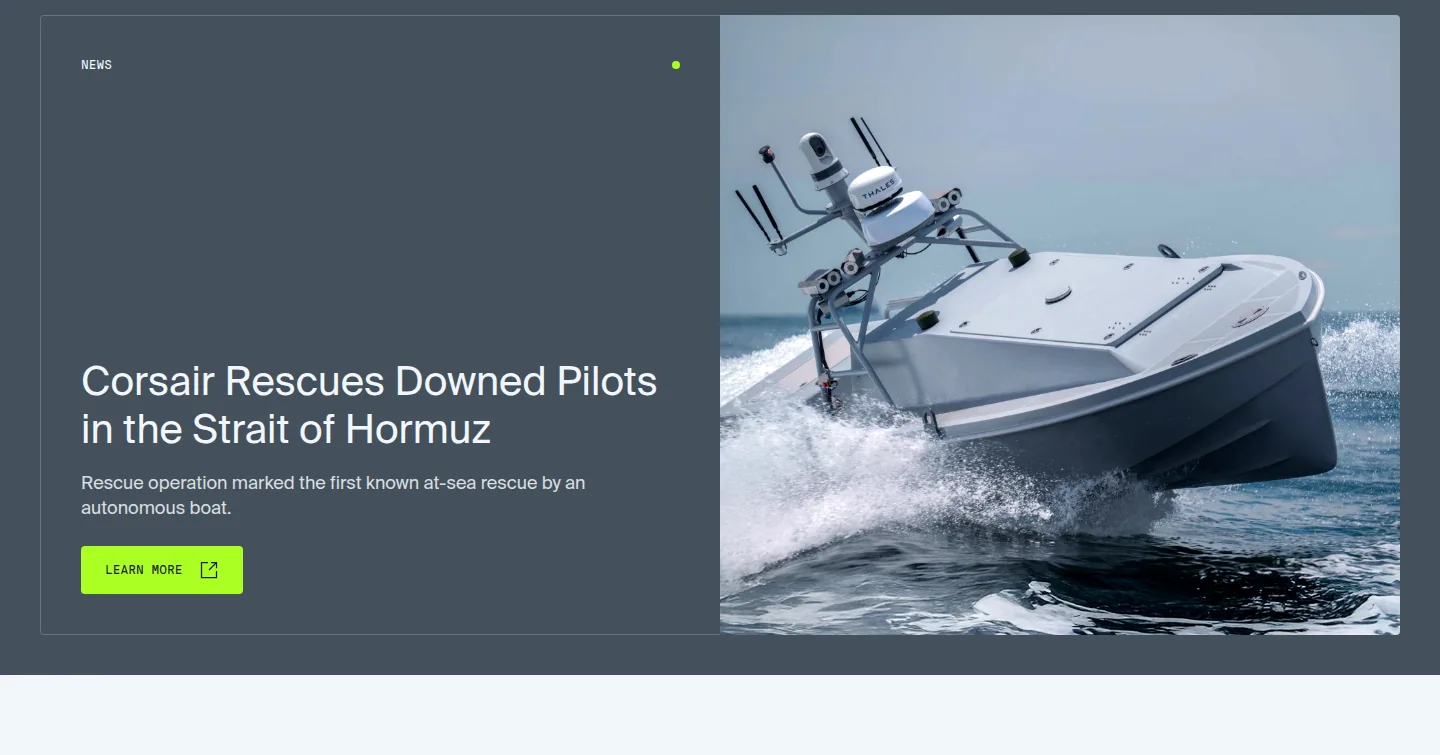 NEWS
Corsair Rescues Downed Pilots
in the Strait of Hormuz
Rescue operation marked the first known at-sea rescue by an
autonomous boat.
LEARN MORE
THALES